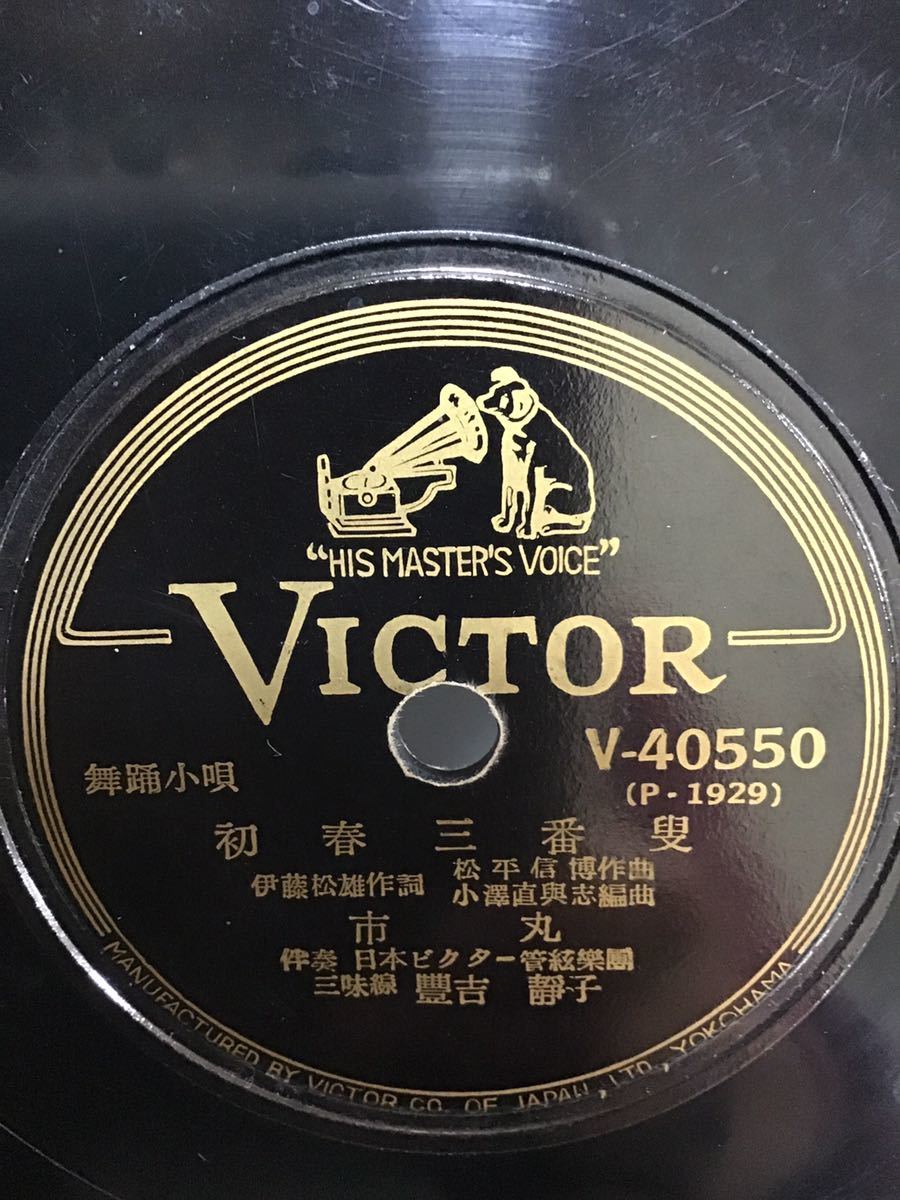 “HIS MASTER'S VOICE”
VICTOR
V-40550
(P-1929)
舞踊小唄
初春三番叟
伊藤松雄作詞 松平信博作曲
小澤直與志編曲
市丸
伴奏 日本ビクター管絃樂團
三味線 豐吉 靜子
MANUFACTURED BY VICTOR CO. OF JAPAN, LTD., YOKOHAMA